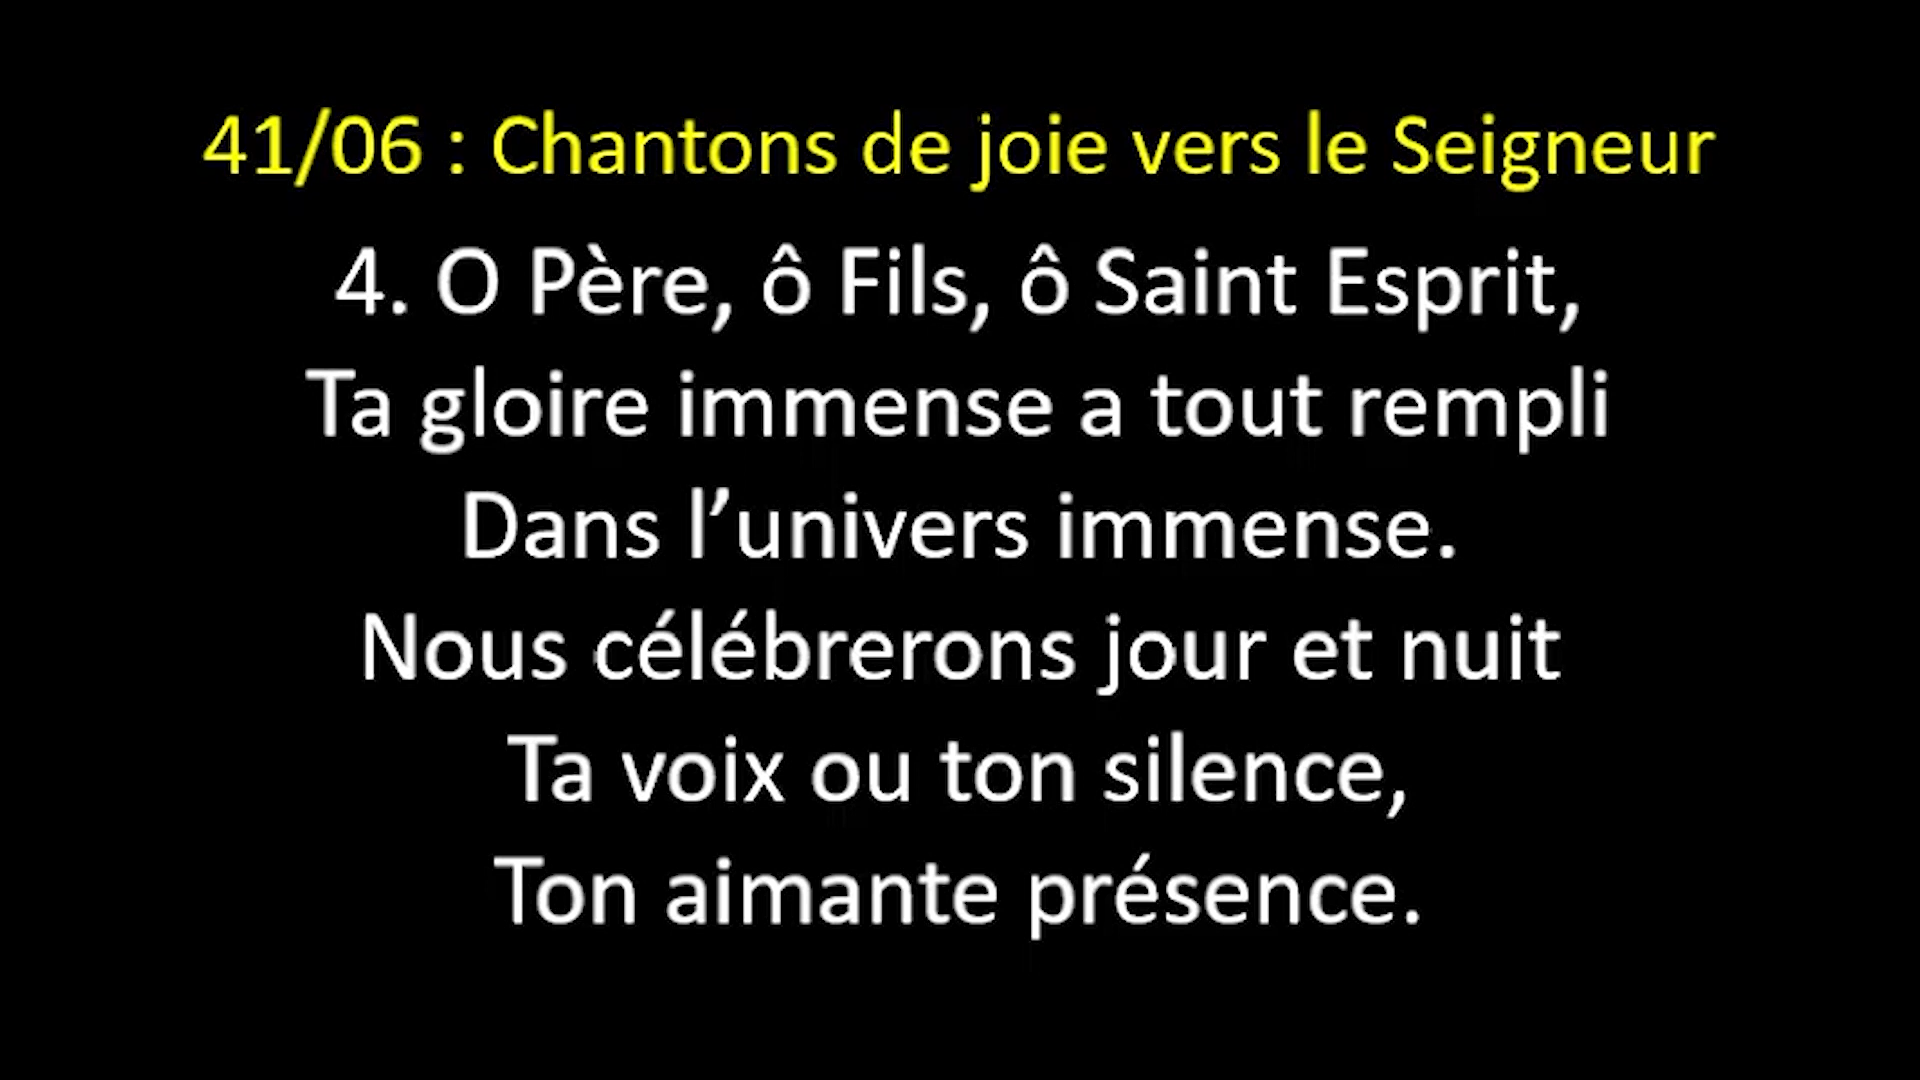 41/06 : Chantons de joie vers le Seigneur
4. O Père, ô Fils, ô Saint Esprit,
Ta gloire immense a tout rempli
Dans l’univers immense.
Nous célébrerons jour et nuit
Ta voix ou ton silence,
Ton aimante présence.